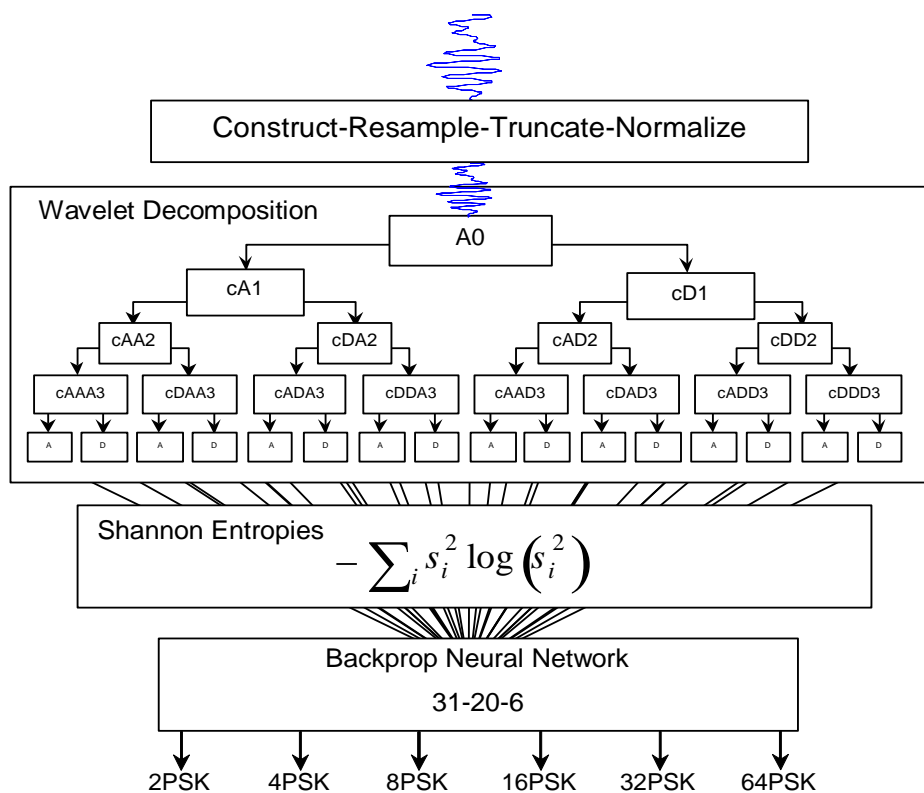 Construct-Resample-Truncate-Normalize
Wavelet Decomposition
A0
cA1 cD1
cAA2 cDA2 cAD2 cDD2
cAAA3 cDAA3 cADA3 cDDA3 cAAD3 cDAD3 cADD3 cDDD3
A D A D A D A D A D A D A D A D
Shannon Entropies
− ∑ᵢ sᵢ² log (sᵢ²)
Backprop Neural Network
31-20-6
2PSK 4PSK 8PSK 16PSK 32PSK 64PSK